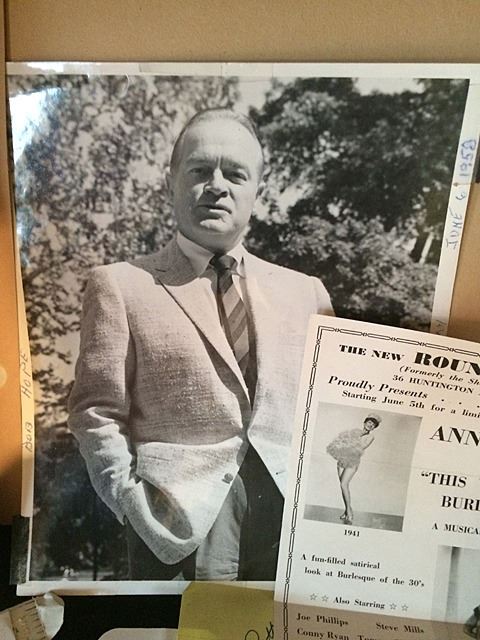 BOB HOPE
JUNE 6, 1958
THE NEW ROUN
(Formerly the Sh
36 HUNTINGTON
Proudly Presents . .
Starting June 5th for a limi
ANN
"THIS
BURL
A MUSICA
1941
A fun-filled satirical
look at Burlesque of the 30's
☆ ☆ Also Starring ☆ ☆
Joe Phillips Steve Mills
Conny Ryan